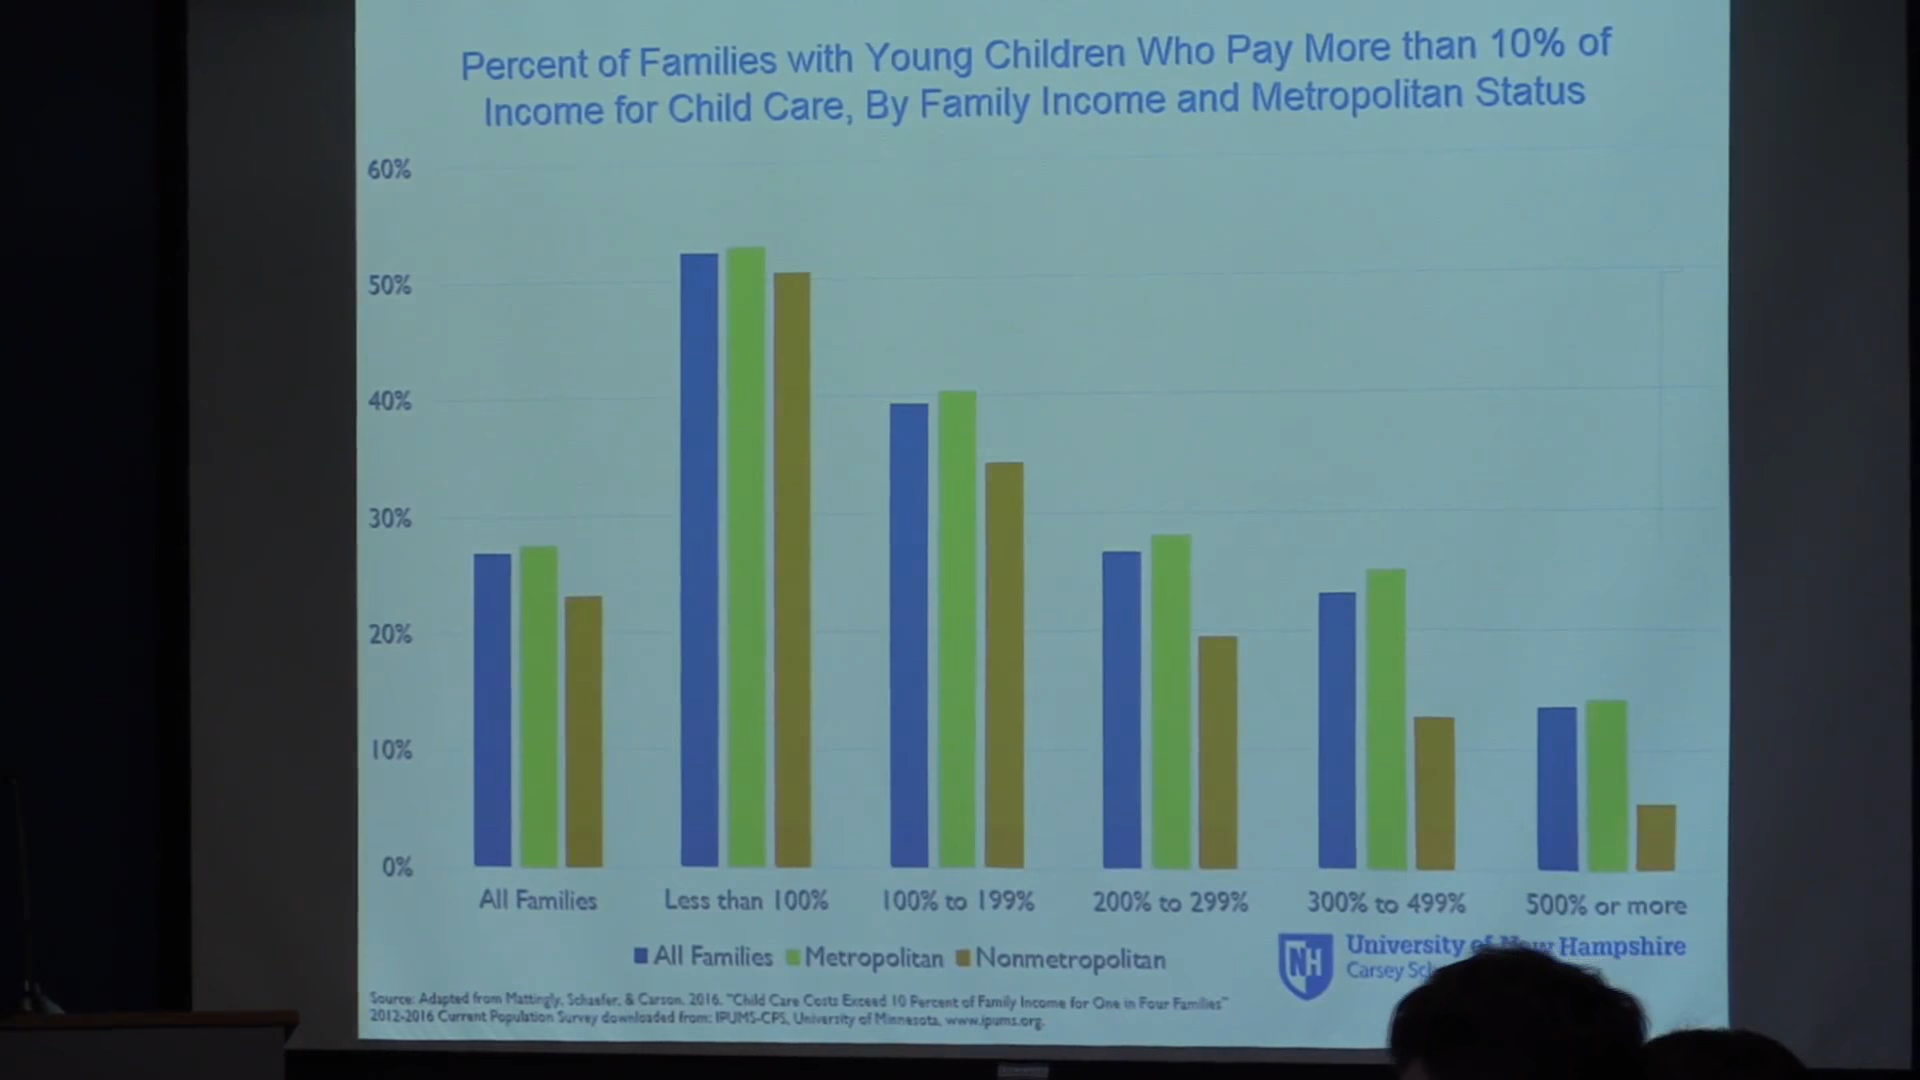 Percent of Families with Young Children Who Pay More than 10% of
Income for Child Care, By Family Income and Metropolitan Status
60%
50%
40%
30%
20%
10%
0%
All Families
Less than 100%
100% to 199%
200% to 299%
300% to 499%
500% or more
All Families Metropolitan Nonmetropolitan
NH
University of New Hampshire
Carsey
Source: Adapted from Mattingly, Schaefer, & Carson. 2016. "Child Care Costs Exceed 10 Percent of Family Income for One in Four Families"
2012-2016 Current Population Survey downloaded from: IPUMS-CPS, University of Minnesota, www.ipums.org.